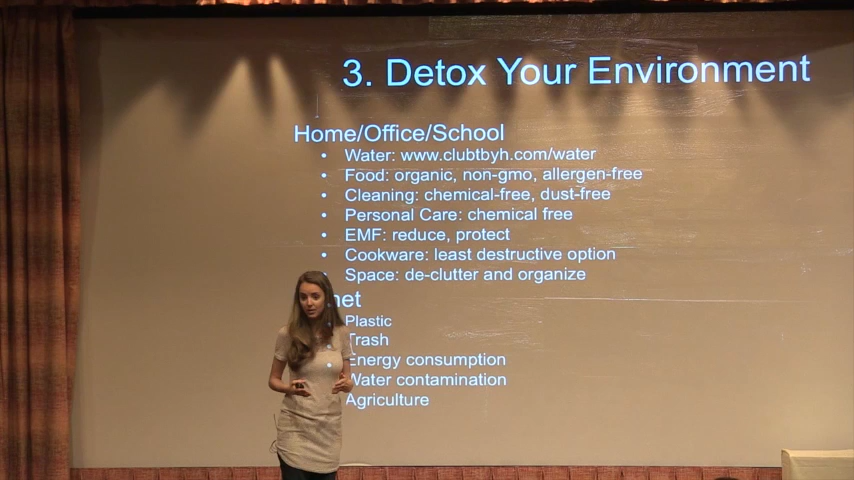 3. Detox Your Environment
Home/Office/School
• Water: www.clubtbyh.com/water
• Food: organic, non-gmo, allergen-free
• Cleaning: chemical-free, dust-free
• Personal Care: chemical free
• EMF: reduce, protect
• Cookware: least destructive option
• Space: de-clutter and organize
Plastic
Trash
• Energy consumption
Water contamination
Agriculture